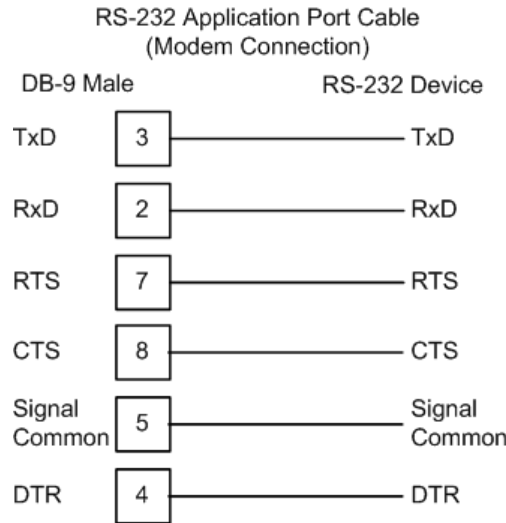 RS-232 Application Port Cable
(Modem Connection)
DB-9 Male RS-232 Device
TxD 3 TxD
RxD 2 RxD
RTS 7 RTS
CTS 8 CTS
Signal Common 5 Signal Common
DTR 4 DTR